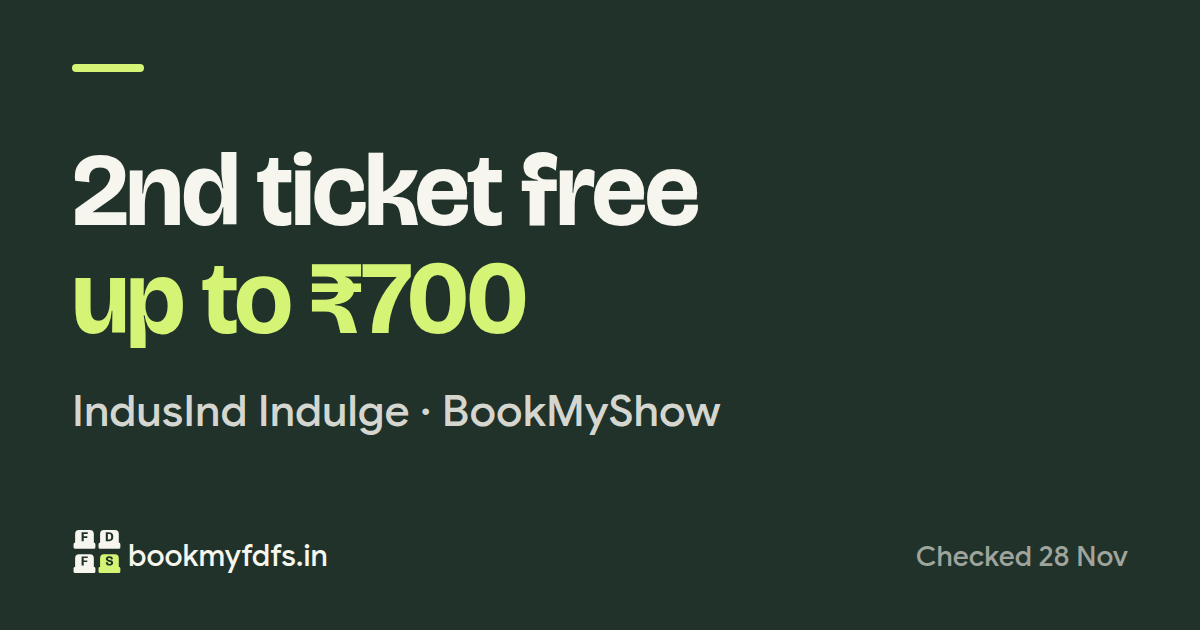 2nd ticket free
up to ₹700
IndusInd Indulge · BookMyShow
F D
F S
bookmyfdfs.in
Checked 28 Nov